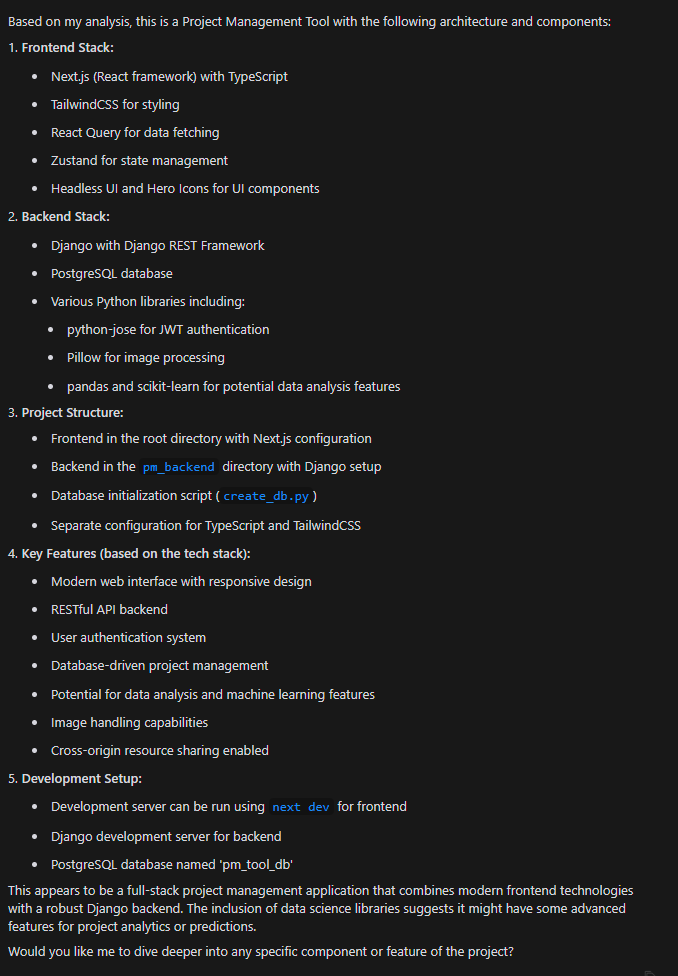 Based on my analysis, this is a Project Management Tool with the following architecture and components:
1. Frontend Stack:
• Next.js (React framework) with TypeScript
• TailwindCSS for styling
• React Query for data fetching
• Zustand for state management
• Headless UI and Hero Icons for UI components
2. Backend Stack:
• Django with Django REST Framework
• PostgreSQL database
• Various Python libraries including:
• python-jose for JWT authentication
• Pillow for image processing
• pandas and scikit-learn for potential data analysis features
3. Project Structure:
• Frontend in the root directory with Next.js configuration
• Backend in the pm_backend directory with Django setup
• Database initialization script ( create_db.py )
• Separate configuration for TypeScript and TailwindCSS
4. Key Features (based on the tech stack):
• Modern web interface with responsive design
• RESTful API backend
• User authentication system
• Database-driven project management
• Potential for data analysis and machine learning features
• Image handling capabilities
• Cross-origin resource sharing enabled
5. Development Setup:
• Development server can be run using next dev for frontend
• Django development server for backend
• PostgreSQL database named 'pm_tool_db'
This appears to be a full-stack project management application that combines modern frontend technologies
with a robust Django backend. The inclusion of data science libraries suggests it might have some advanced
features for project analytics or predictions.
Would you like me to dive deeper into any specific component or feature of the project?